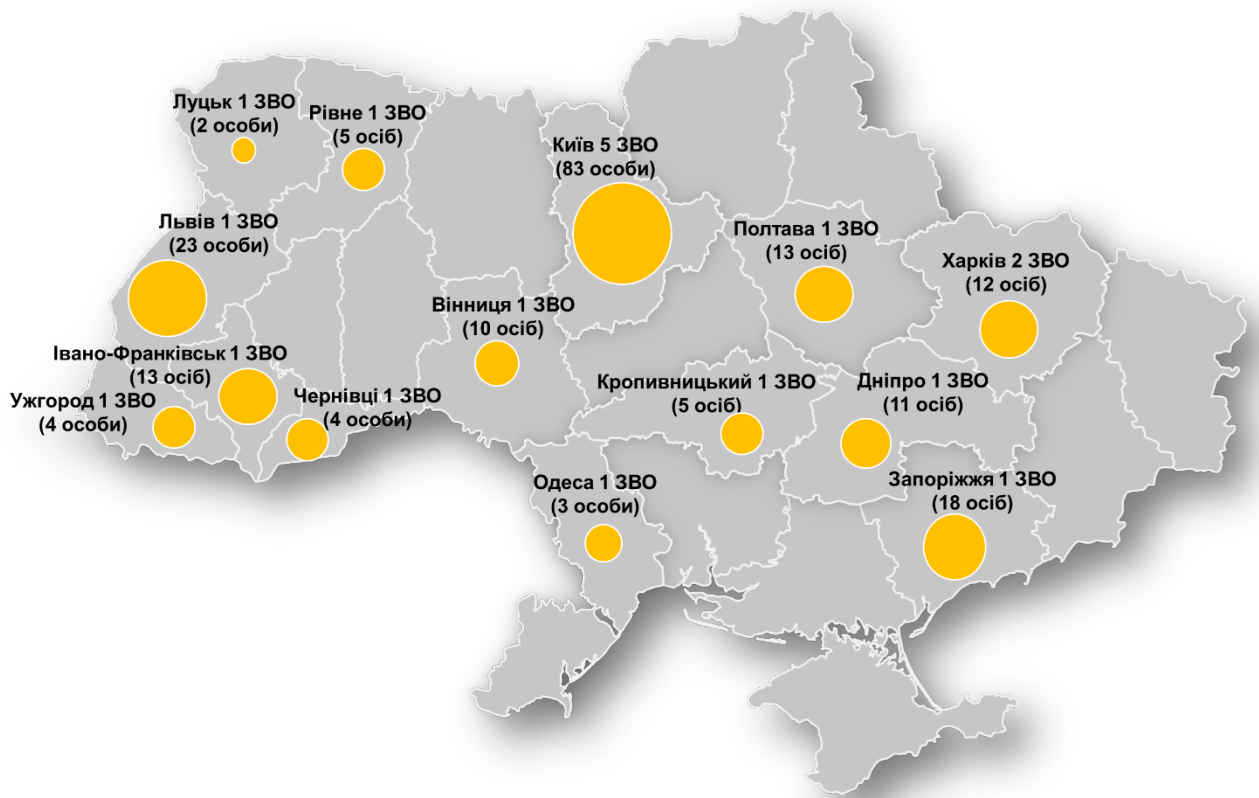 Луцьк 1 ЗВО
(2 особи)
Рівне 1 ЗВО
(5 осіб)
Київ 5 ЗВО
(83 особи)
Львів 1 ЗВО
(23 особи)
Полтава 1 ЗВО
(13 осіб)
Харків 2 ЗВО
(12 осіб)
Вінниця 1 ЗВО
(10 осіб)
Івано-Франківськ 1 ЗВО
(13 осіб)
Ужгород 1 ЗВО
(4 особи)
Чернівці 1 ЗВО
(4 особи)
Кропивницький 1 ЗВО
(5 осіб)
Дніпро 1 ЗВО
(11 осіб)
Одеса 1 ЗВО
(3 особи)
Запоріжжя 1 ЗВО
(18 осіб)